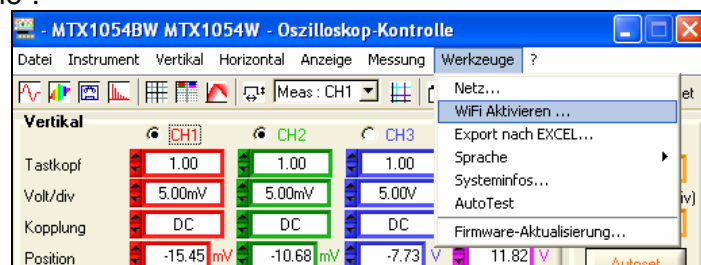 - MTX1054BW MTX1054W - Oszilloskop-Kontrolle
Datei Instrument Vertikal Horizontal Anzeige Messung Werkzeuge ?
Meas : CH1
Netz...
WiFi Aktivieren ...
Export nach EXCEL...
Sprache
Systeminfos...
AutoTest
Firmware-Aktualisierung...
Vertikal
CH1 CH2 CH3
Tastkopf 1.00 1.00 1.00
Volt/div 5.00mV 5.00mV 5.00V
Kopplung DC DC DC
Position -15.45 mV -10.68 mV -7.73 V 11.82 V
Autoset